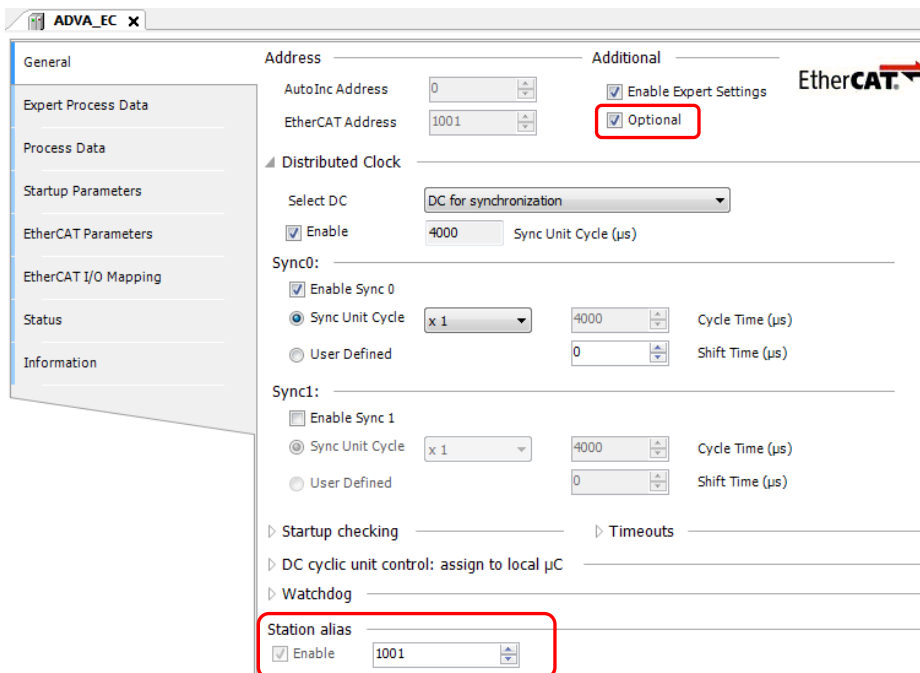 ADVA_EC X
General
Expert Process Data
Process Data
Startup Parameters
EtherCAT Parameters
EtherCAT I/O Mapping
Status
Information
Address
AutoInc Address 0
EtherCAT Address 1001
Additional
Enable Expert Settings
Optional
EtherCAT®
Distributed Clock
Select DC DC for synchronization
Enable 4000 Sync Unit Cycle (µs)
Sync0:
Enable Sync 0
Sync Unit Cycle x 1 4000 Cycle Time (µs)
User Defined 0 Shift Time (µs)
Sync1:
Enable Sync 1
Sync Unit Cycle x 1 4000 Cycle Time (µs)
User Defined 0 Shift Time (µs)
Startup checking Timeouts
DC cyclic unit control: assign to local µC
Watchdog
Station alias
Enable 1001